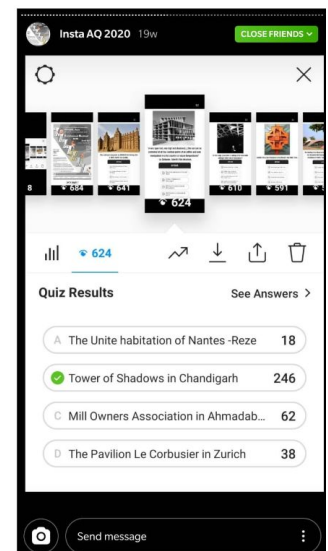 Insta AQ 2020 19w
CLOSE FRIENDS
8
684
641
624
610
591
624
Quiz Results
See Answers >
A The Unite habitation of Nantes -Reze 18
Tower of Shadows in Chandigarh 246
C Mill Owners Association in Ahmadab... 62
D The Pavilion Le Corbusier in Zurich 38
Send message